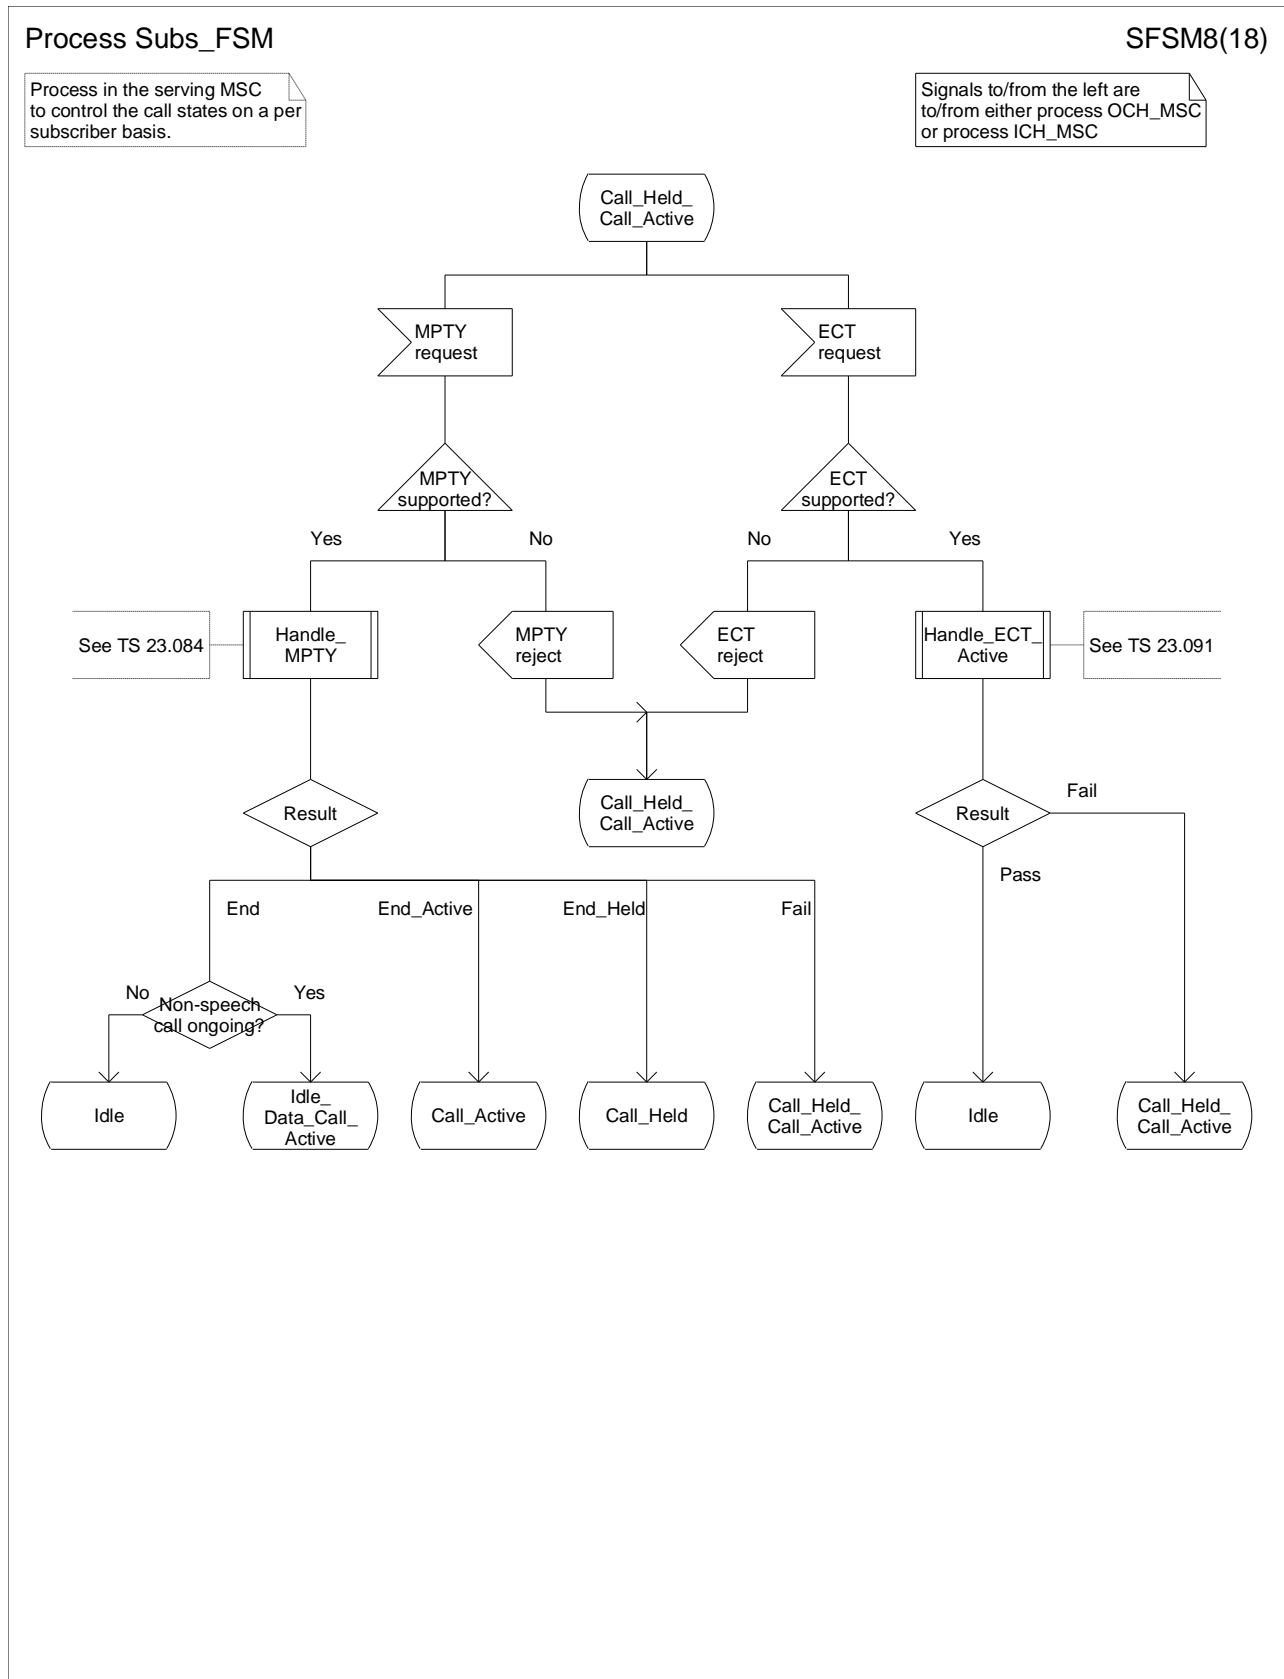 Process Subs_FSM
SFSM8(18)
Process in the serving MSC
to control the call states on a per
subscriber basis.
Signals to/from the left are
to/from either process OCH_MSC
or process ICH_MSC
Call_Held_
Call_Active
MPTY
request
ECT
request
MPTY
supported?
ECT
supported?
Yes
No
No
Yes
See TS 23.084
Handle_
MPTY
MPTY
reject
ECT
reject
Handle_ECT_
Active
See TS 23.091
Result
Call_Held_
Call_Active
Result
Fail
Pass
End
End_Active
End_Held
Fail
No
Non-speech
call ongoing?
Yes
Idle
Idle_
Data_Call_
Active
Call_Active
Call_Held
Call_Held_
Call_Active
Idle
Call_Held_
Call_Active